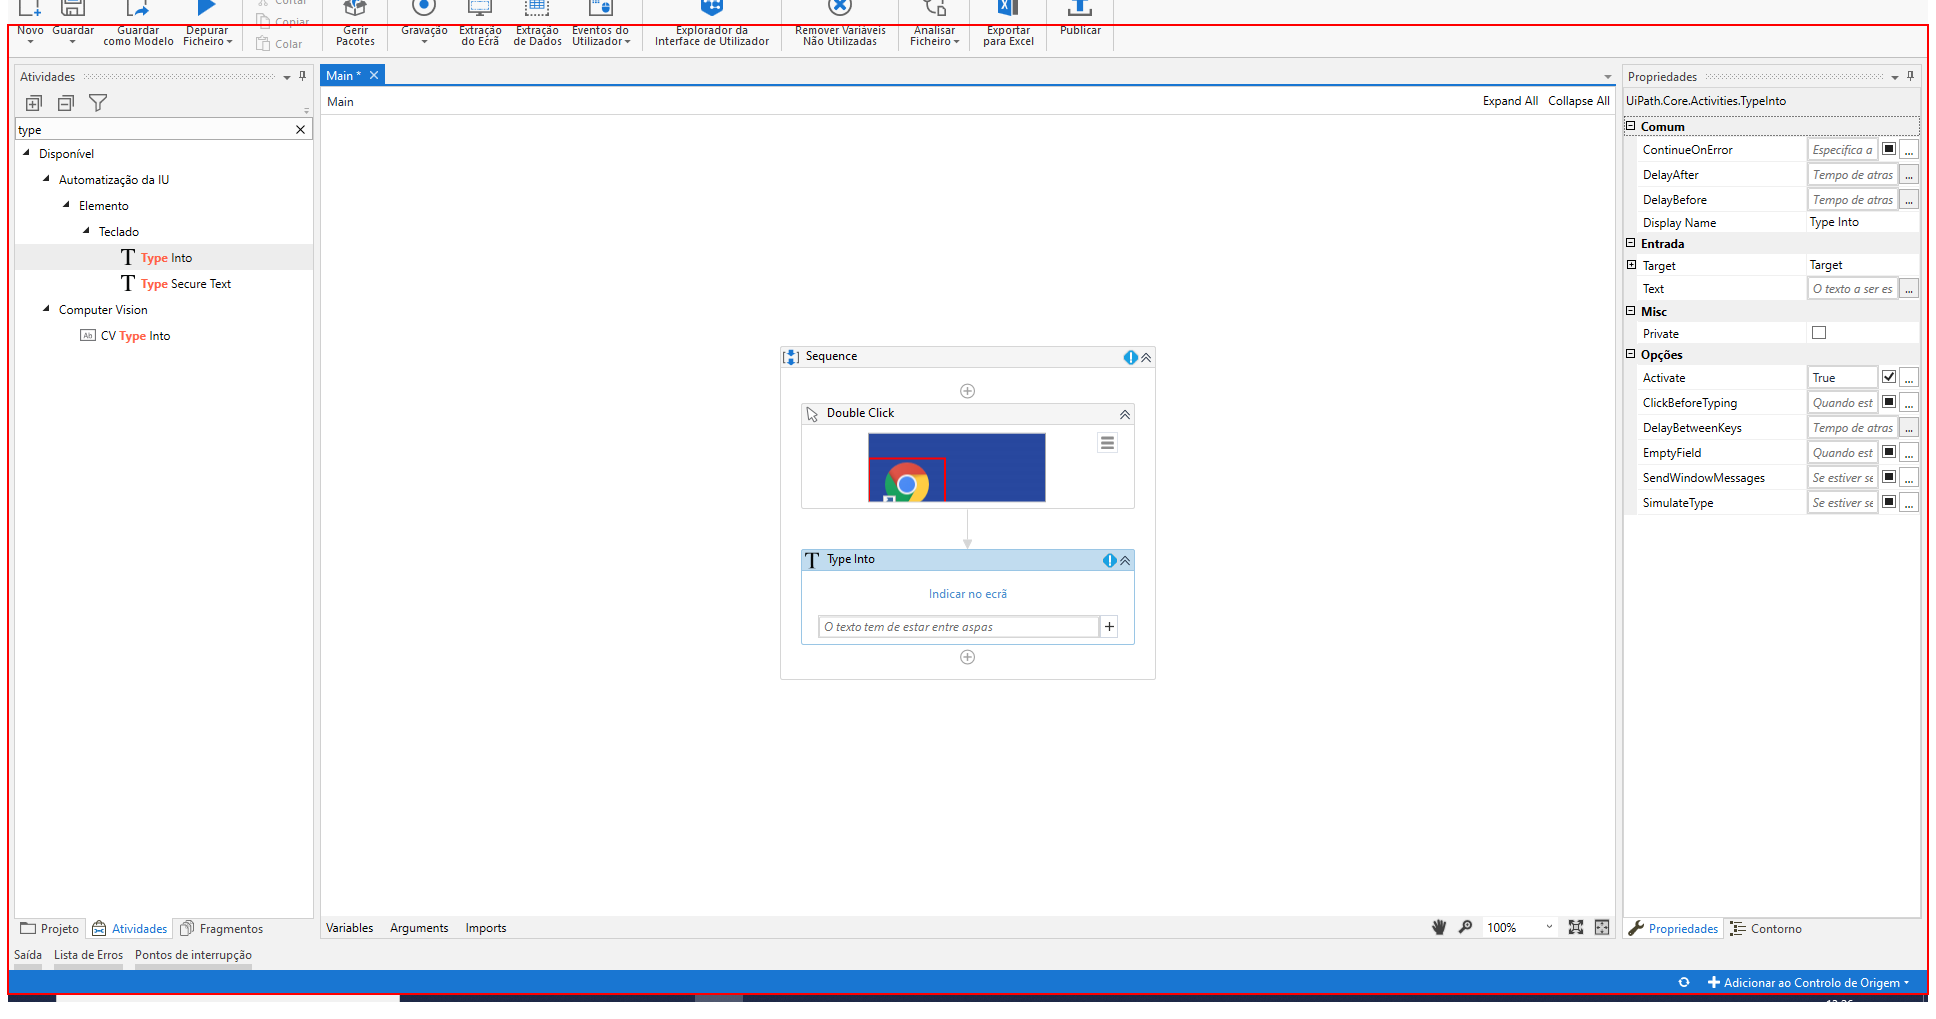 Cortar
Copiar
Colar
Novo
Guardar
Guardar
como Modelo
Depurar
Ficheiro
Gerir
Pacotes
Gravação
Extração
do Ecrã
Extração
de Dados
Eventos do
Utilizador
Explorador da
Interface de Utilizador
Remover Variáveis
Não Utilizadas
Analisar
Ficheiro
Exportar
para Excel
Publicar
Atividades
type
Disponível
Automatização da IU
Elemento
Teclado
Type Into
Type Secure Text
Computer Vision
CV Type Into
Projeto
Atividades
Fragmentos
Main *
Main
Expand All
Collapse All
Sequence
Double Click
Type Into
Indicar no ecrã
O texto tem de estar entre aspas
Variables
Arguments
Imports
100%
Propriedades
UiPath.Core.Activities.TypeInto
Comum
ContinueOnError Especifica a ...
DelayAfter Tempo de atras ...
DelayBefore Tempo de atras ...
Display Name Type Into
Entrada
Target Target
Text O texto a ser es ...
Misc
Private
Opções
Activate True ...
ClickBeforeTyping Quando est ...
DelayBetweenKeys Tempo de atras ...
EmptyField Quando est ...
SendWindowMessages Se estiver se ...
SimulateType Se estiver se ...
Propriedades
Contorno
Saída
Lista de Erros
Pontos de interrupção
Adicionar ao Controlo de Origem